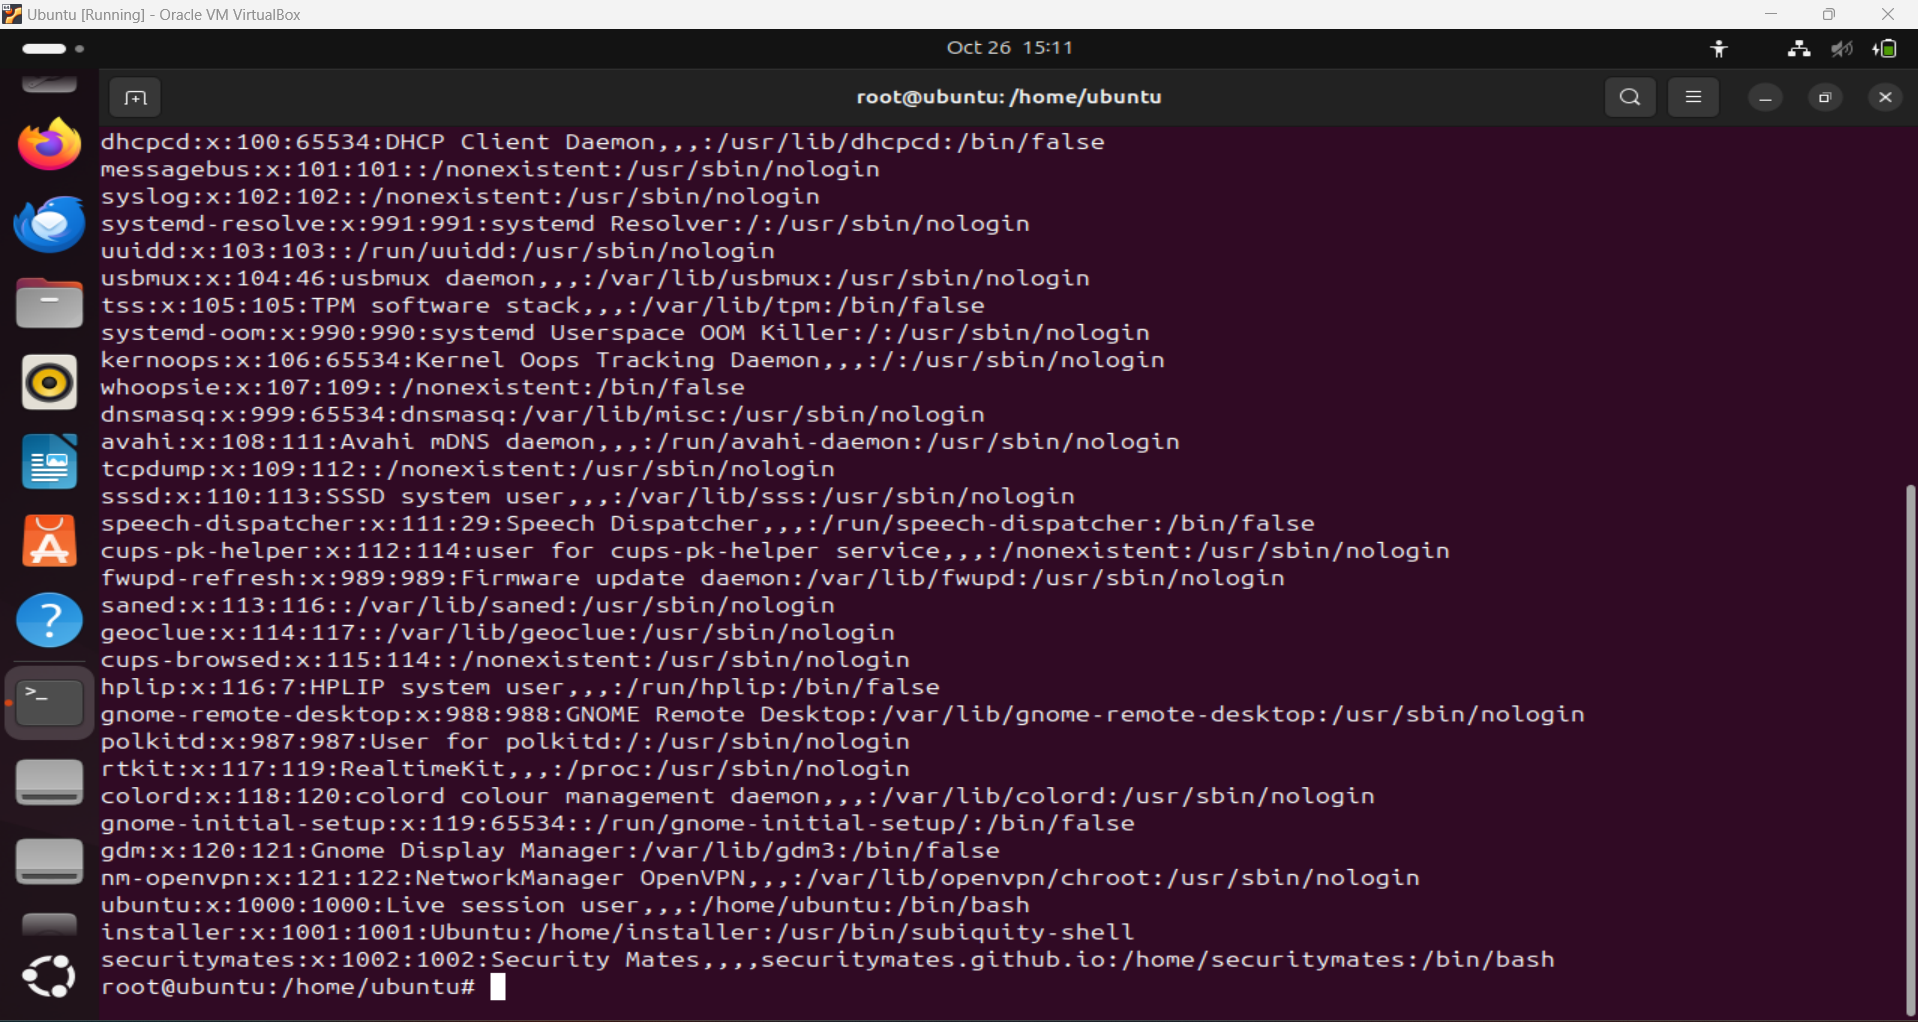 Ubuntu [Running] - Oracle VM VirtualBox
Oct 26 15:11
root@ubuntu: /home/ubuntu
dhcpcd:x:100:65534:DHCP Client Daemon,,,:/usr/lib/dhcpcd:/bin/false
messagebus:x:101:101::/nonexistent:/usr/sbin/nologin
syslog:x:102:102::/nonexistent:/usr/sbin/nologin
systemd-resolve:x:991:991:systemd Resolver:/:/usr/sbin/nologin
uuidd:x:103:103::/run/uuidd:/usr/sbin/nologin
usbmux:x:104:46:usbmux daemon,,,:/var/lib/usbmux:/usr/sbin/nologin
tss:x:105:105:TPM software stack,,,:/var/lib/tpm:/bin/false
systemd-oom:x:990:990:systemd Userspace OOM Killer:/:/usr/sbin/nologin
kernoops:x:106:65534:Kernel Oops Tracking Daemon,,,:/:/usr/sbin/nologin
whoopsie:x:107:109::/nonexistent:/bin/false
dnsmasq:x:999:65534:dnsmasq:/var/lib/misc:/usr/sbin/nologin
avahi:x:108:111:Avahi mDNS daemon,,,:/run/avahi-daemon:/usr/sbin/nologin
tcpdump:x:109:112::/nonexistent:/usr/sbin/nologin
sssd:x:110:113:SSSD system user,,,:/var/lib/sss:/usr/sbin/nologin
speech-dispatcher:x:111:29:Speech Dispatcher,,,:/run/speech-dispatcher:/bin/false
cups-pk-helper:x:112:114:user for cups-pk-helper service,,,:/nonexistent:/usr/sbin/nologin
fwupd-refresh:x:989:989:Firmware update daemon:/var/lib/fwupd:/usr/sbin/nologin
saned:x:113:116::/var/lib/saned:/usr/sbin/nologin
geoclue:x:114:117::/var/lib/geoclue:/usr/sbin/nologin
cups-browsed:x:115:114::/nonexistent:/usr/sbin/nologin
hplip:x:116:7:HPLIP system user,,,:/run/hplip:/bin/false
gnome-remote-desktop:x:988:988:GNOME Remote Desktop:/var/lib/gnome-remote-desktop:/usr/sbin/nologin
polkitd:x:987:987:User for polkitd:/:/usr/sbin/nologin
rtkit:x:117:119:RealtimeKit,,,:/proc:/usr/sbin/nologin
colord:x:118:120:colord colour management daemon,,,:/var/lib/colord:/usr/sbin/nologin
gnome-initial-setup:x:119:65534::/run/gnome-initial-setup/:/bin/false
gdm:x:120:121:Gnome Display Manager:/var/lib/gdm3:/bin/false
nm-openvpn:x:121:122:NetworkManager OpenVPN,,,:/var/lib/openvpn/chroot:/usr/sbin/nologin
ubuntu:x:1000:1000:Live session user,,,:/home/ubuntu:/bin/bash
installer:x:1001:1001:Ubuntu:/home/installer:/usr/bin/subiquity-shell
securitymates:x:1002:1002:Security Mates,,,,securitymates.github.io:/home/securitymates:/bin/bash
root@ubuntu:/home/ubuntu#